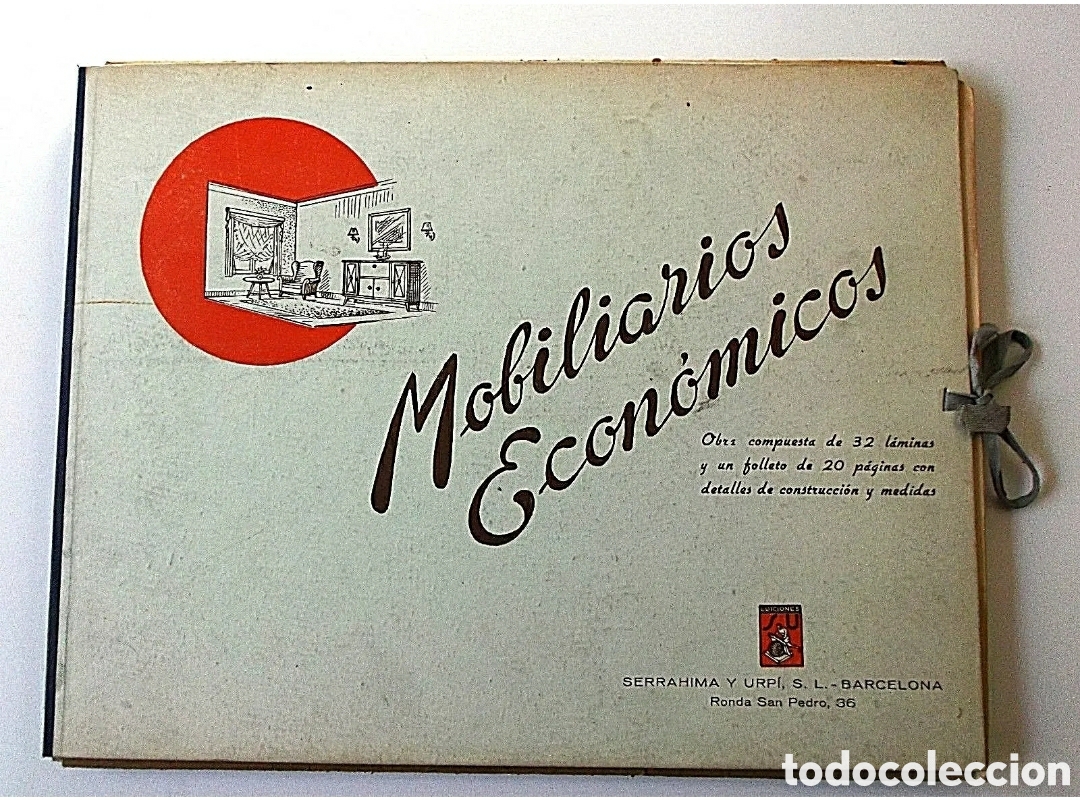 Mobiliarios
Económicos
Obra compuesta de 32 láminas
y un folleto de 20 páginas con
detalles de construcción y medidas
EDICIONES
S U
SERRAHIMA Y URPÍ, S. L. - BARCELONA
Ronda San Pedro, 36
todocoleccion